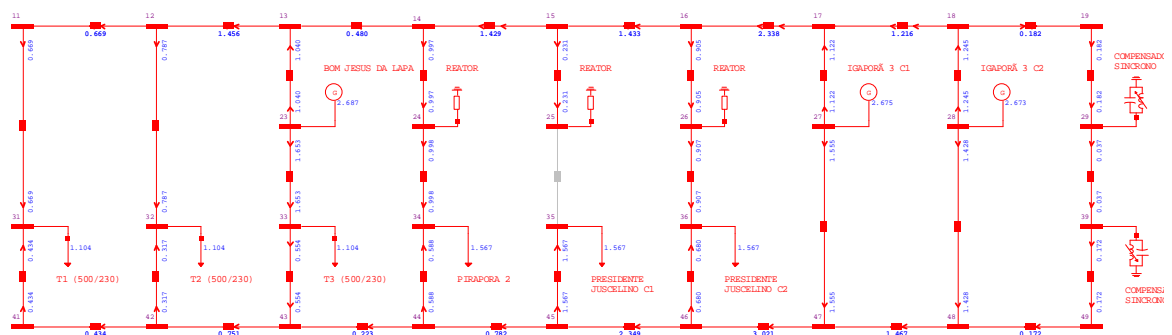 11 12 13 14 15 16 17 18 19
0.669 1.456 0.480 1.429 1.433 2.338 1.216 0.182
0.669 0.787 1.040 0.997 0.231 0.905 1.122 1.245 0.182
BOM JESUS DA LAPA REATOR REATOR REATOR IGAPORÃ 3 C1 IGAPORÃ 3 C2 COMPENSADO
SINCRONO
G G G
2.687 2.675 2.673
1.040 0.997 0.231 0.905 1.122 1.245 0.182
23 24 25 26 27 28 29
1.653 0.998 0.907 1.555 1.428 0.037
0.669 0.787 1.653 0.998 0.907 0.037
31 32 33 34 35 36 39
0.434 0.317 0.554 0.588 1.567 0.680 0.172
1.104 1.104 1.104 1.567 1.567 1.567
T1 (500/230) T2 (500/230) T3 (500/230) PIRAPORA 2 PRESIDENTE
JUSCELINO C1
PRESIDENTE
JUSCELINO C2
COMPENSADO
SINCRONO
0.434 0.317 0.554 0.588 1.567 0.680 1.555 1.428 0.172
41 42 43 44 45 46 47 48 49
0.434 0.751 0.223 0.782 2.349 3.021 1.467 0.172